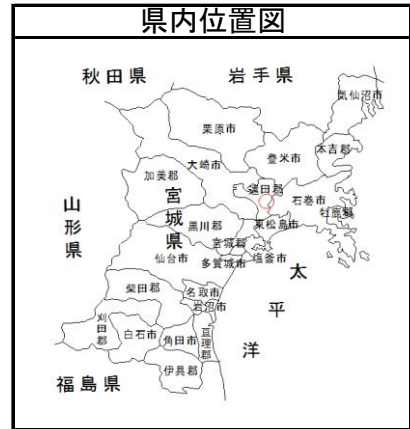 県内位置図
秋田県
岩手県
気仙沼市
栗原市
本吉郡
登米市
大崎市
加美郡
遠田郡
石巻市
牡鹿郡
宮城県
山形県
黒川郡
東松島市
宮城郡
仙台市
多賀城市
塩釜市
太平洋
柴田郡
名取市
岩沼市
刈田郡
白石市
角田市
亘理郡
伊具郡
福島県